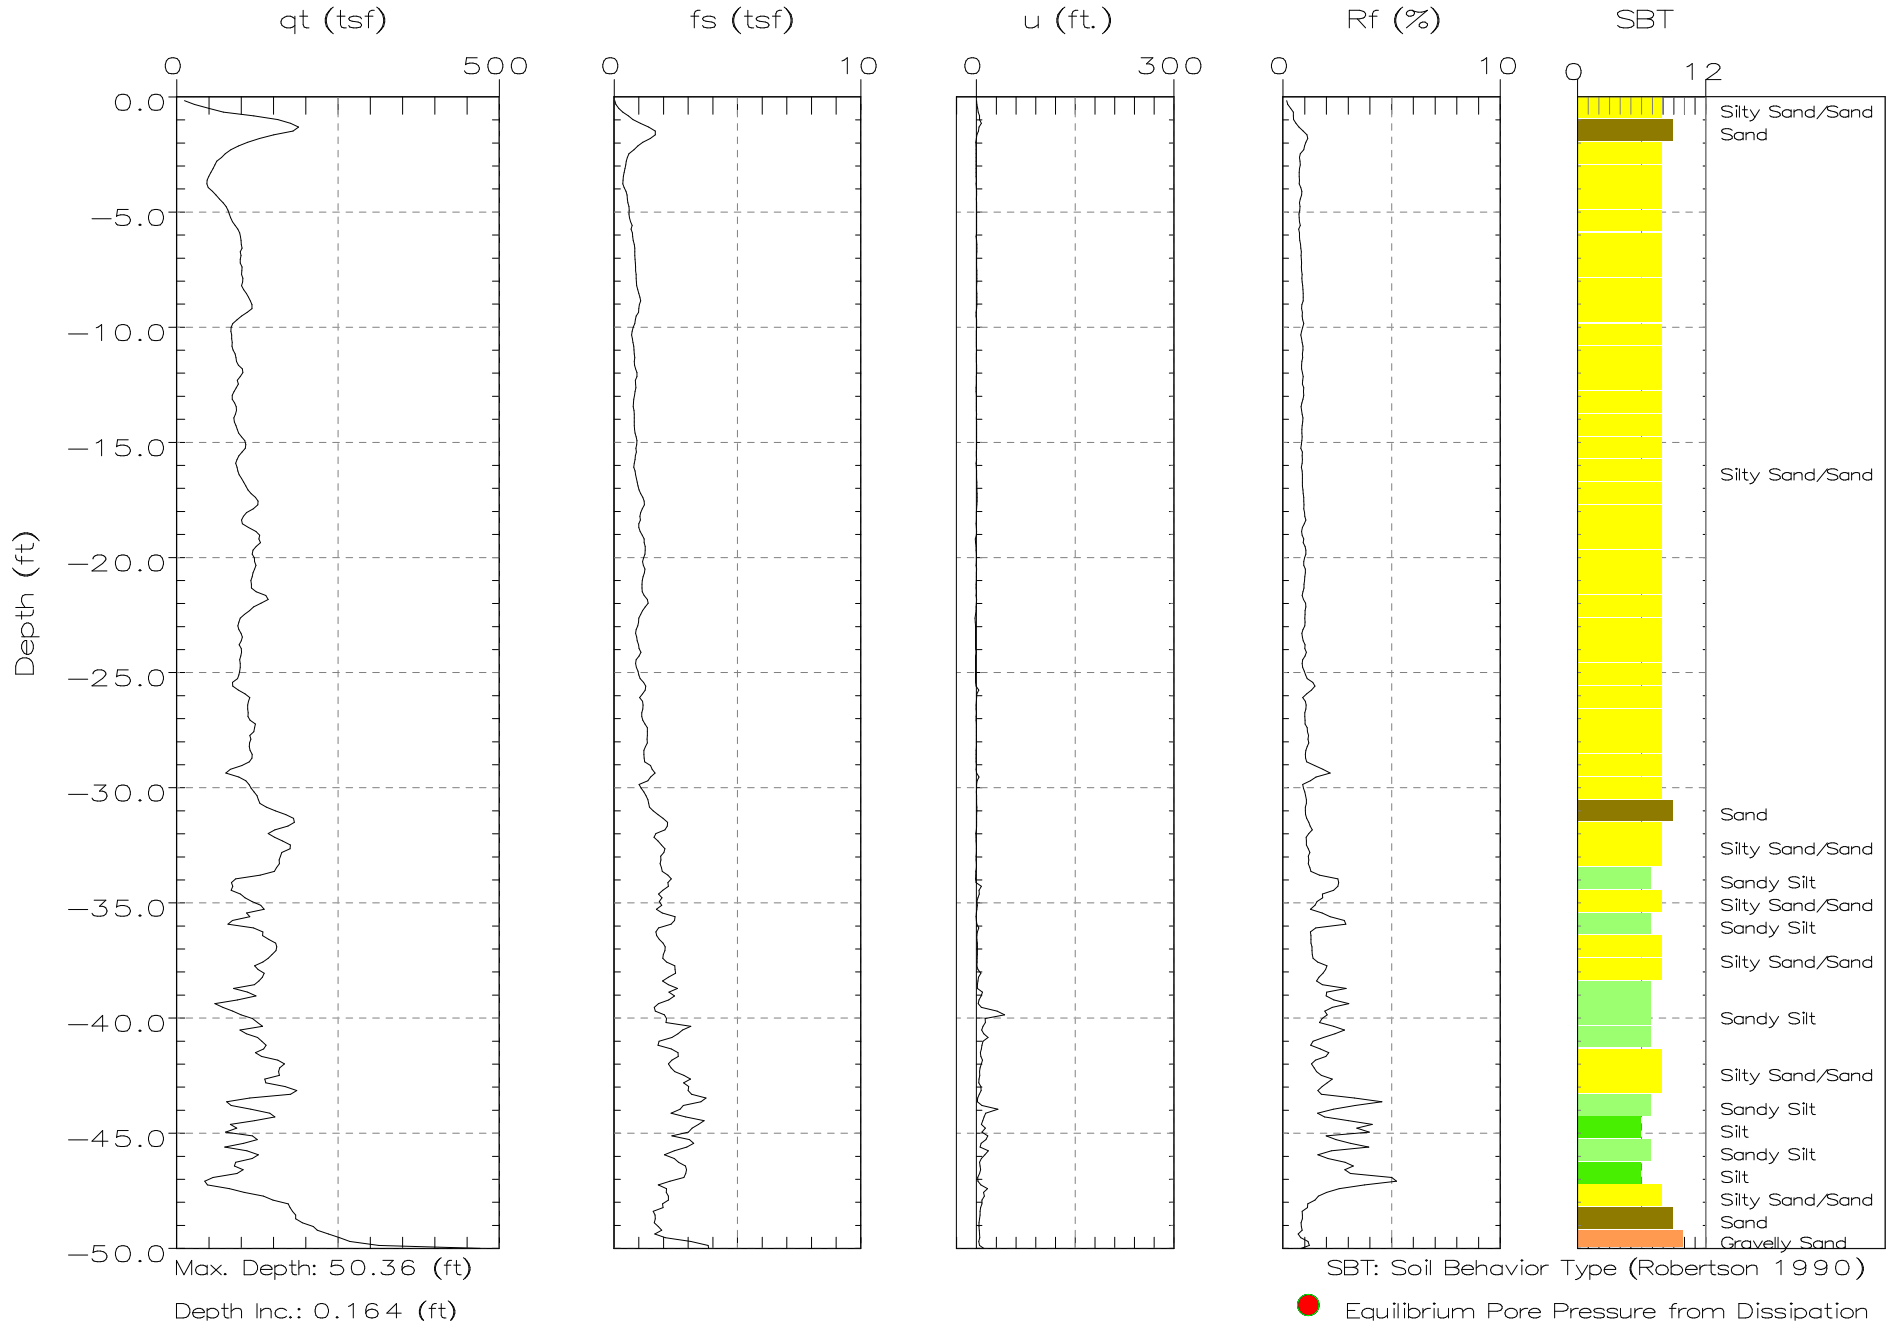 qt (tsf) fs (tsf) u (ft.) Rf (%) SBT
0 500 0 10 0 300 0 10 0 12
0.0
Silty Sand/Sand
Sand
−5.0
−10.0
−15.0
Silty Sand/Sand
Depth (ft)
−20.0
−25.0
−30.0
Sand
Silty Sand/Sand
Sandy Silt
−35.0
Silty Sand/Sand
Sandy Silt
Silty Sand/Sand
−40.0
Sandy Silt
Silty Sand/Sand
Sandy Silt
−45.0
Silt
Sandy Silt
Silt
Silty Sand/Sand
Sand
Gravelly Sand
−50.0
Max. Depth: 50.36 (ft)
SBT: Soil Behavior Type (Robertson 1990)
Depth Inc.: 0.164 (ft)
Equilibrium Pore Pressure from Dissipation